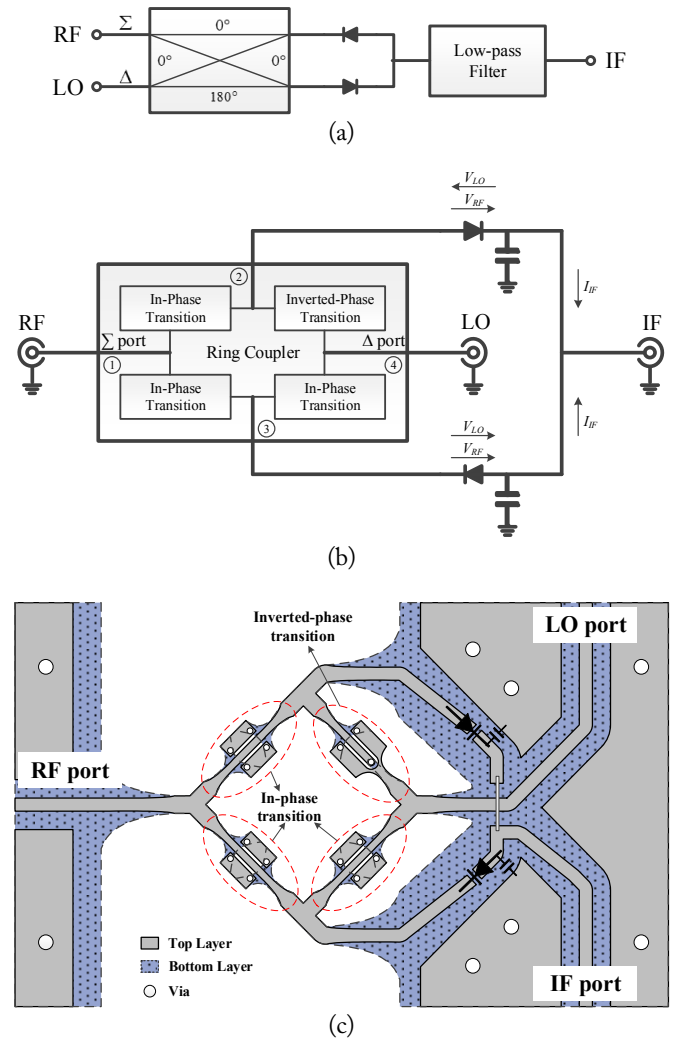 RF
Σ
0°
0°
0°
LO
Δ
180°
Low-pass
Filter
IF
(a)
V_LO
V_RF
②
In-Phase
Transition
Inverted-Phase
Transition
RF
Σ port
①
Ring Coupler
Δ port
④
LO
IF
I_IF
In-Phase
Transition
In-Phase
Transition
③
V_LO
V_RF
I_IF
(b)
Inverted-phase
transition
LO port
RF port
In-phase
transition
Top Layer
Bottom Layer
Via
IF port
(c)